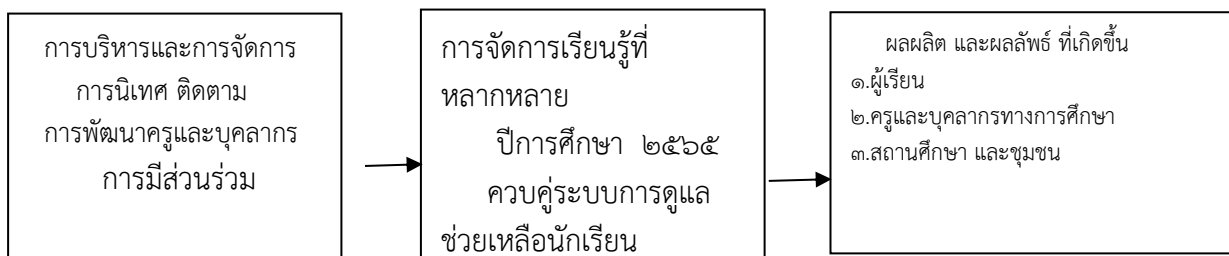 การบริหารและการจัดการ
การนิเทศ ติดตาม
การพัฒนาครูและบุคลากร
การมีส่วนร่วม
การจัดการเรียนรู้ที่
หลากหลาย
ปีการศึกษา ๒๕๖๕
ควบคู่ระบบการดูแล
ช่วยเหลือนักเรียน
ผลผลิต และผลลัพธ์ ที่เกิดขึ้น
๑.ผู้เรียน
๒.ครูและบุคลากรทางการศึกษา
๓.สถานศึกษา และชุมชน